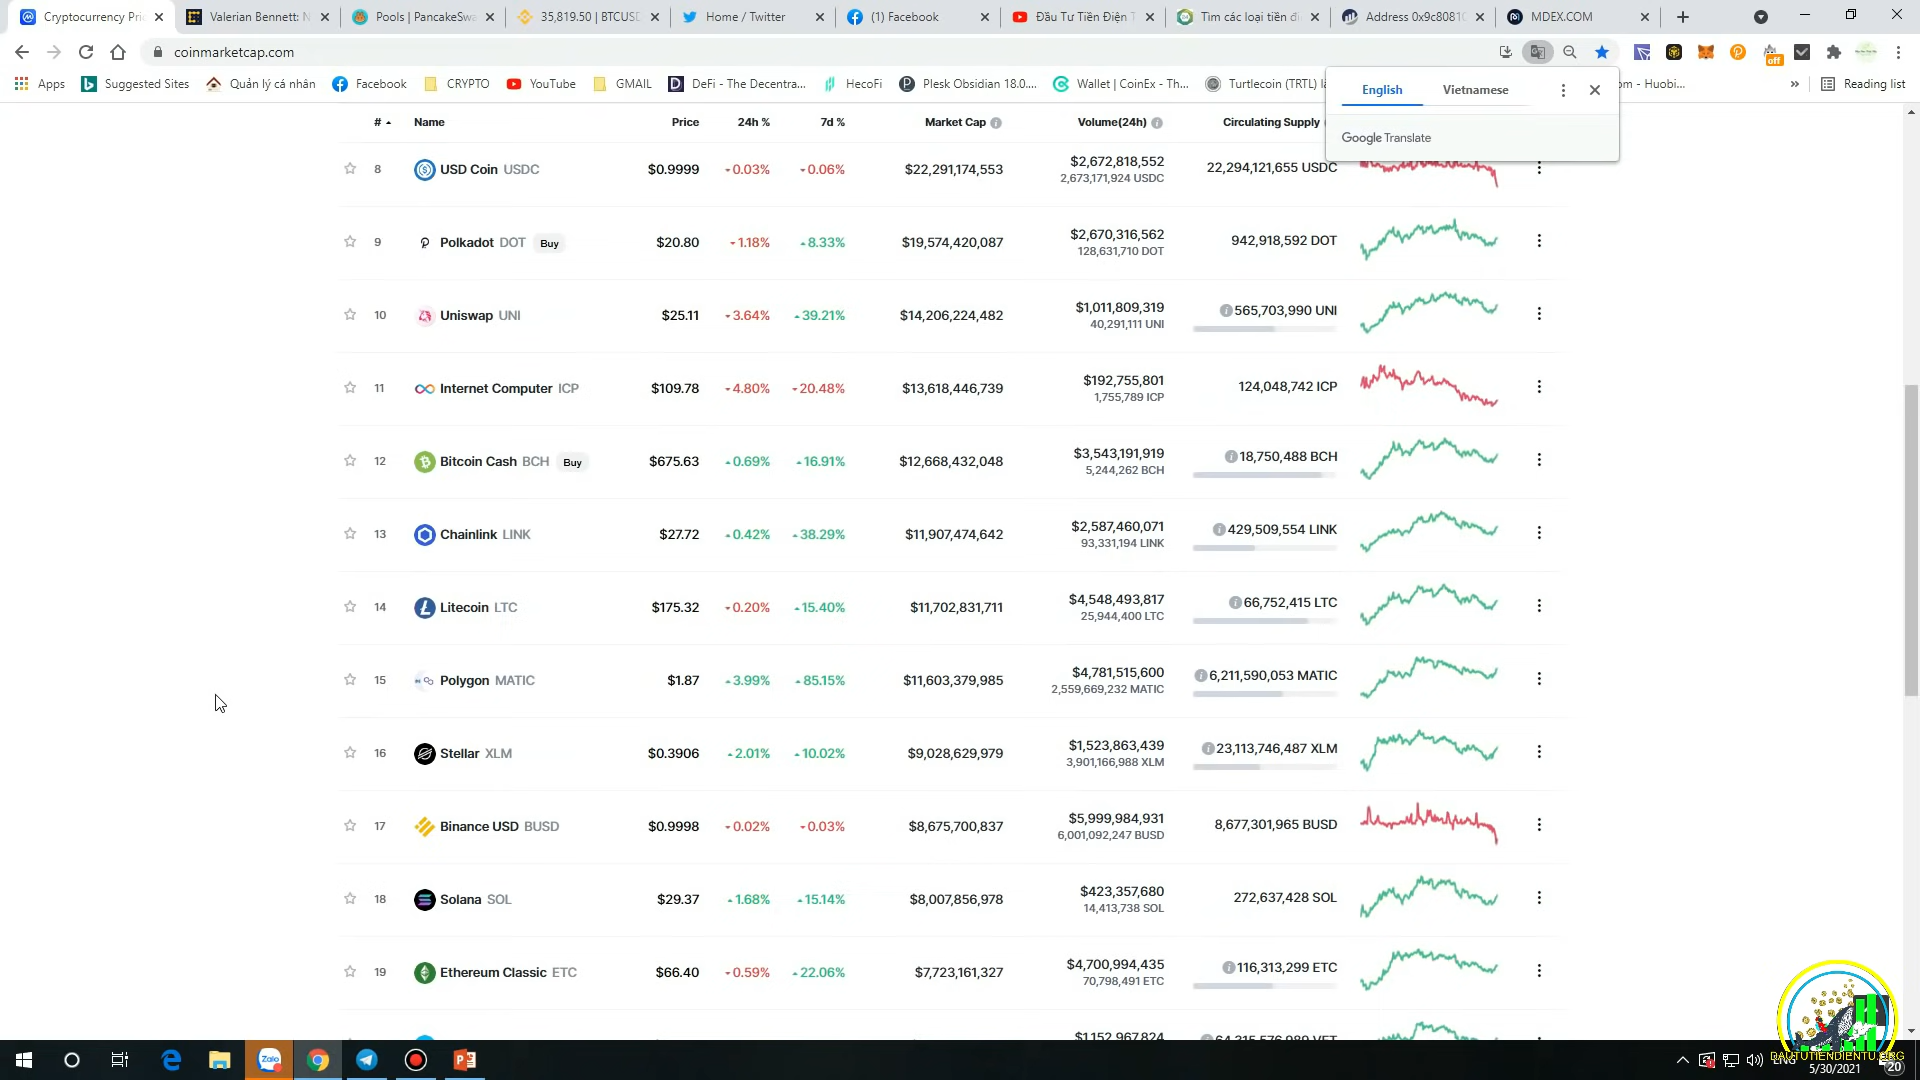 Cryptocurrency Pri
Valerian Bennett: N
Pools | PancakeSwa
35,819.50 | BTCUSD
Home / Twitter
(1) Facebook
Đầu Tư Tiền Điện T
Tìm các loại tiền đi
Address 0x9c8081
MDEX.COM
coinmarketcap.com
off
Apps
Suggested Sites
Quản lý cá nhân
Facebook
CRYPTO
YouTube
GMAIL
DeFi - The Decentra...
HecoFi
Plesk Obsidian 18.0....
Wallet | CoinEx - Th...
Turtlecoin (TRTL) l
om - Huobi...
»
Reading list
English
Vietnamese
Google Translate
# Name Price 24h % 7d % Market Cap Volume(24h) Circulating Supply
8 USD Coin USDC $0.9999 0.03% 0.06% $22,291,174,553 $2,672,818,552 22,294,121,655 USDC
2,673,171,924 USDC
9 Polkadot DOT Buy $20.80 1.18% 8.33% $19,574,420,087 $2,670,316,562 942,918,592 DOT
128,631,710 DOT
10 Uniswap UNI $25.11 3.64% 39.21% $14,206,224,482 $1,011,809,319 565,703,990 UNI
40,291,111 UNI
11 Internet Computer ICP $109.78 4.80% 20.48% $13,618,446,739 $192,755,801 124,048,742 ICP
1,755,789 ICP
12 Bitcoin Cash BCH Buy $675.63 0.69% 16.91% $12,668,432,048 $3,543,191,919 18,750,488 BCH
5,244,262 BCH
13 Chainlink LINK $27.72 0.42% 38.29% $11,907,474,642 $2,587,460,071 429,509,554 LINK
93,331,194 LINK
14 Litecoin LTC $175.32 0.20% 15.40% $11,702,831,711 $4,548,493,817 66,752,415 LTC
25,944,400 LTC
15 Polygon MATIC $1.87 3.99% 85.15% $11,603,379,985 $4,781,515,600 6,211,590,053 MATIC
2,559,669,232 MATIC
16 Stellar XLM $0.3906 2.01% 10.02% $9,028,629,979 $1,523,863,439 23,113,746,487 XLM
3,901,166,988 XLM
17 Binance USD BUSD $0.9998 0.02% 0.03% $8,675,700,837 $5,999,984,931 8,677,301,965 BUSD
6,001,092,247 BUSD
18 Solana SOL $29.37 1.68% 15.14% $8,007,856,978 $423,357,680 272,637,428 SOL
14,413,738 SOL
19 Ethereum Classic ETC $66.40 0.59% 22.06% $7,723,161,327 $4,700,994,435 116,313,299 ETC
70,798,491 ETC
$1,152,967,824 64,315,576,989 VET
Zalo
DAUTUTIENDIENTU.ORG
5/30/2021
20